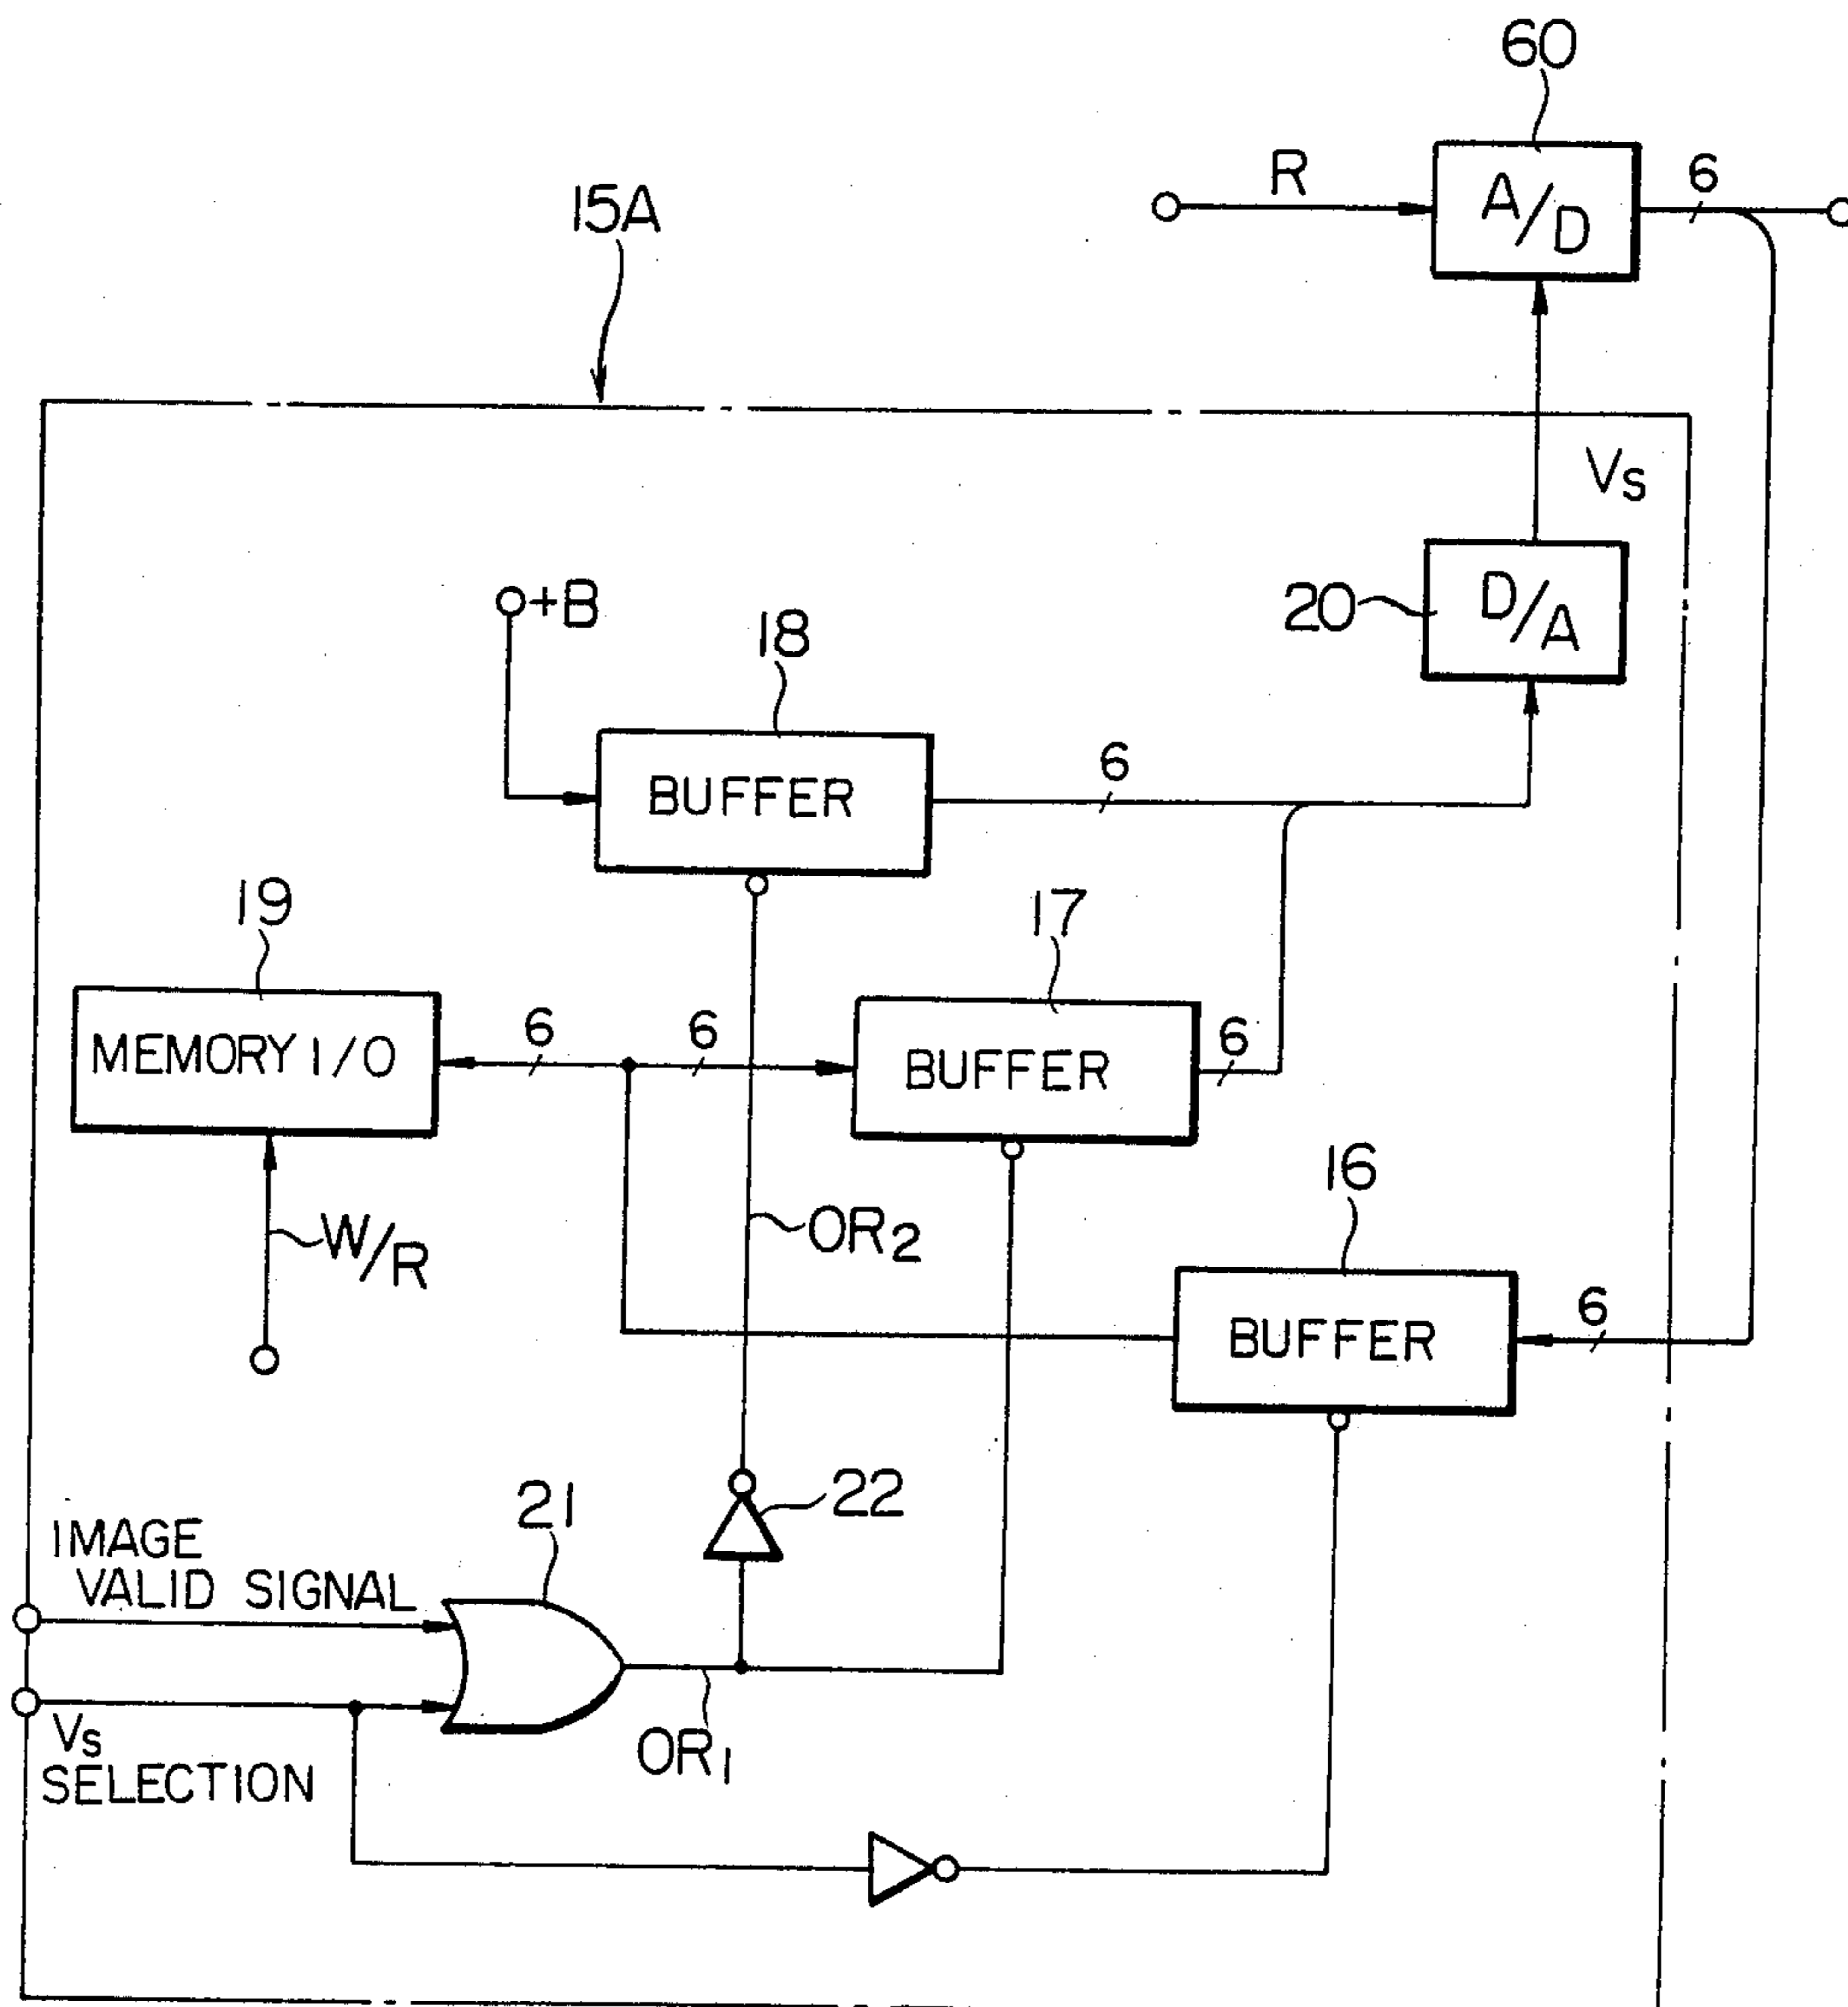 60
R
A/D
6
15A
Vs
+B
20
D/A
18
BUFFER
6
19
17
MEMORY I/O
6
6
BUFFER
6
16
W/R
OR2
BUFFER
6
21
22
IMAGE
VALID SIGNAL
OR1
Vs
SELECTION